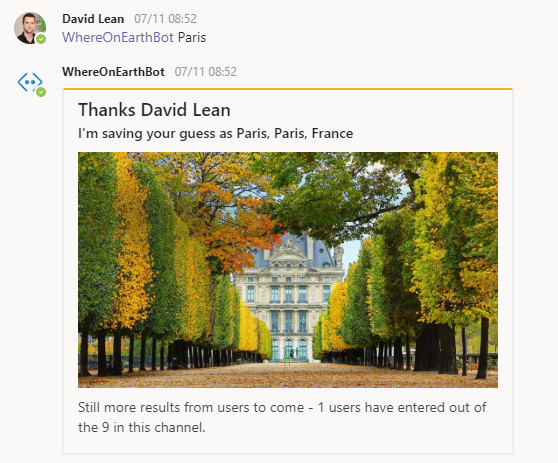 David Lean 07/11 08:52
WhereOnEarthBot Paris
WhereOnEarthBot 07/11 08:52
Thanks David Lean
I'm saving your guess as Paris, Paris, France
Still more results from users to come - 1 users have entered out of
the 9 in this channel.